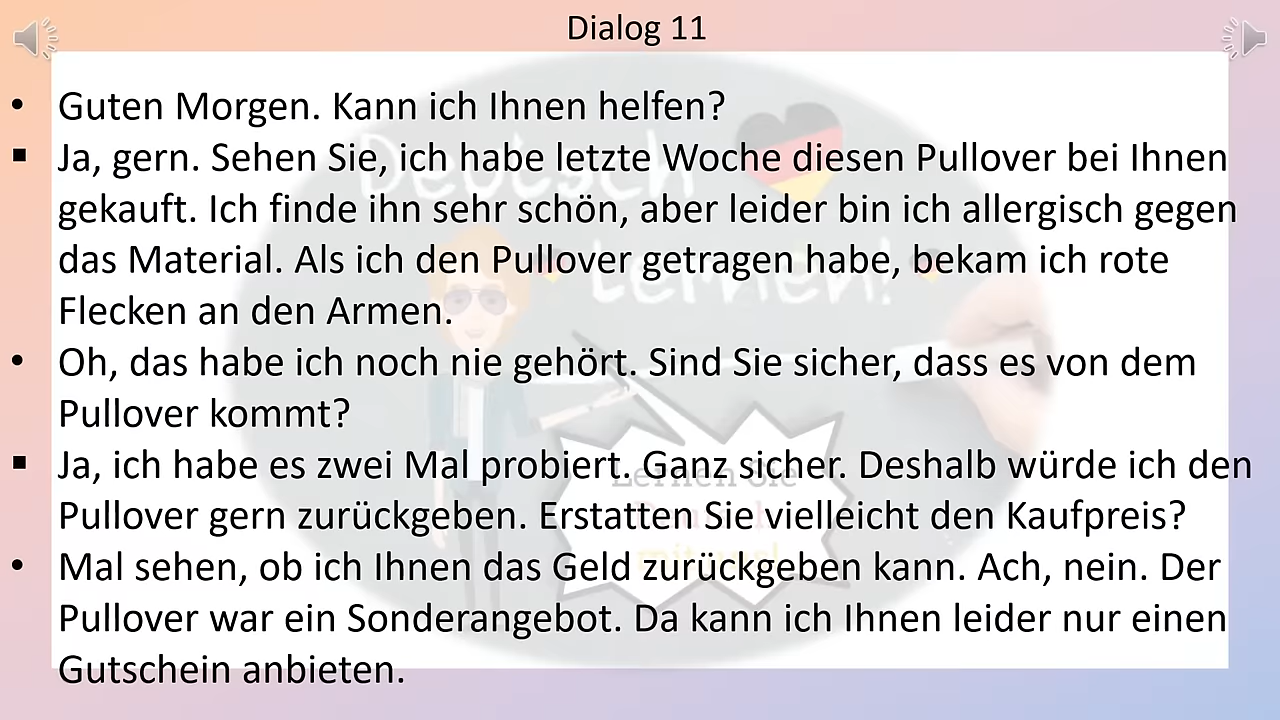 Dialog 11
• Guten Morgen. Kann ich Ihnen helfen?
▪ Ja, gern. Sehen Sie, ich habe letzte Woche diesen Pullover bei Ihnen
gekauft. Ich finde ihn sehr schön, aber leider bin ich allergisch gegen
das Material. Als ich den Pullover getragen habe, bekam ich rote
Flecken an den Armen.
• Oh, das habe ich noch nie gehört. Sind Sie sicher, dass es von dem
Pullover kommt?
▪ Ja, ich habe es zwei Mal probiert. Ganz sicher. Deshalb würde ich den
Pullover gern zurückgeben. Erstatten Sie vielleicht den Kaufpreis?
• Mal sehen, ob ich Ihnen das Geld zurückgeben kann. Ach, nein. Der
Pullover war ein Sonderangebot. Da kann ich Ihnen leider nur einen
Gutschein anbieten.
Deutsch
Lernen!
Lernen Sie